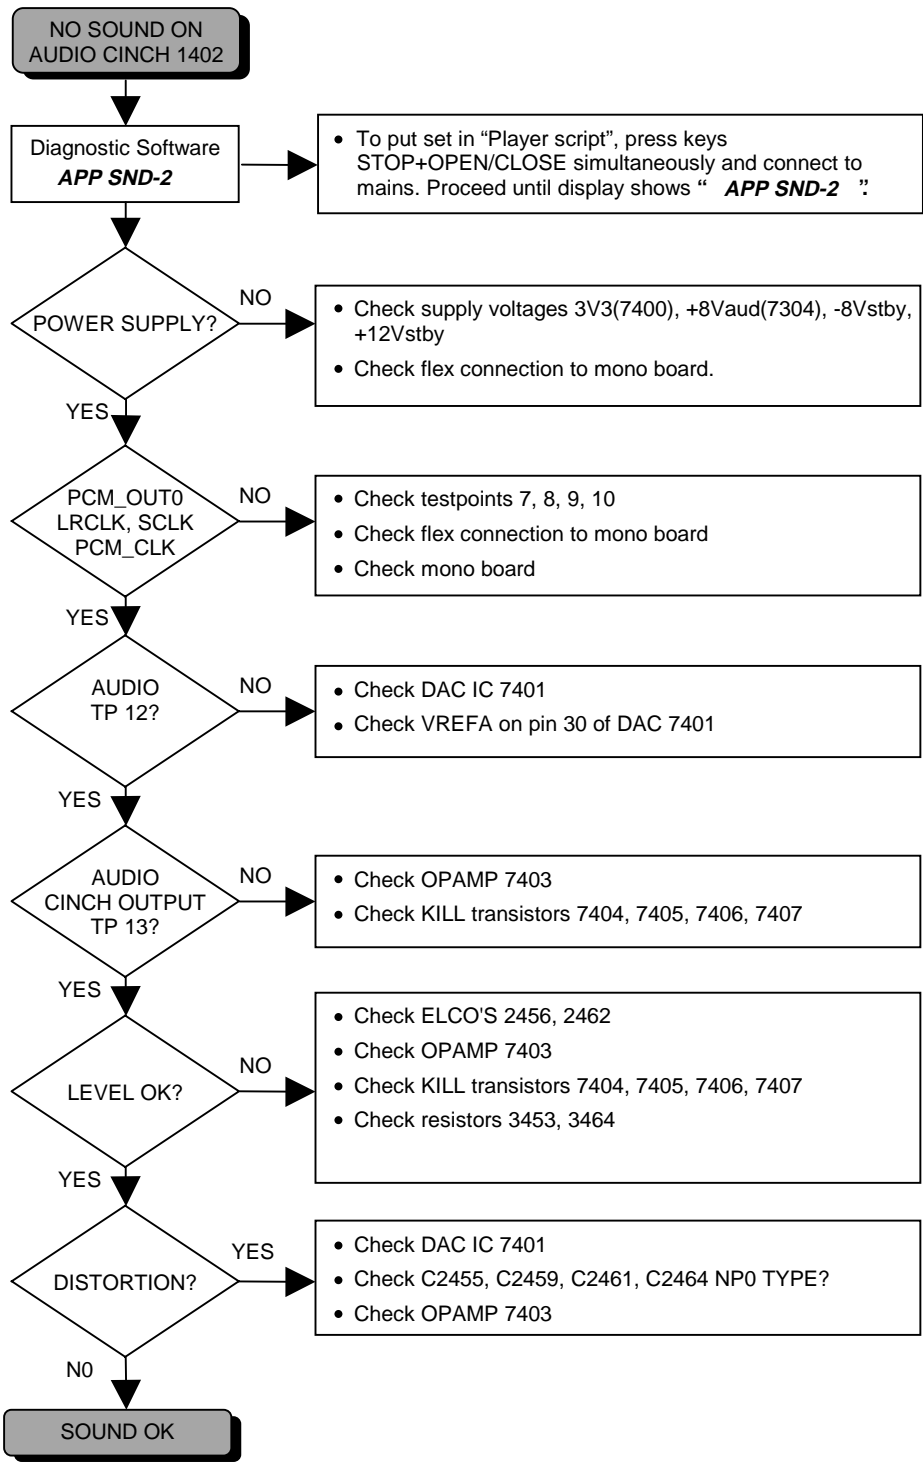 NO SOUND ON
AUDIO CINCH 1402
Diagnostic Software
APP SND-2
• To put set in “Player script”, press keys
STOP+OPEN/CLOSE simultaneously and connect to
mains. Proceed until display shows “ APP SND-2 ”.
POWER SUPPLY?
NO
• Check supply voltages 3V3(7400), +8Vaud(7304), -8Vstby,
+12Vstby
• Check flex connection to mono board.
YES
PCM_OUT0
LRCLK, SCLK
PCM_CLK
NO
• Check testpoints 7, 8, 9, 10
• Check flex connection to mono board
• Check mono board
YES
AUDIO
TP 12?
NO
• Check DAC IC 7401
• Check VREFA on pin 30 of DAC 7401
YES
AUDIO
CINCH OUTPUT
TP 13?
NO
• Check OPAMP 7403
• Check KILL transistors 7404, 7405, 7406, 7407
YES
LEVEL OK?
NO
• Check ELCO'S 2456, 2462
• Check OPAMP 7403
• Check KILL transistors 7404, 7405, 7406, 7407
• Check resistors 3453, 3464
YES
DISTORTION?
YES
• Check DAC IC 7401
• Check C2455, C2459, C2461, C2464 NP0 TYPE?
• Check OPAMP 7403
N0
SOUND OK